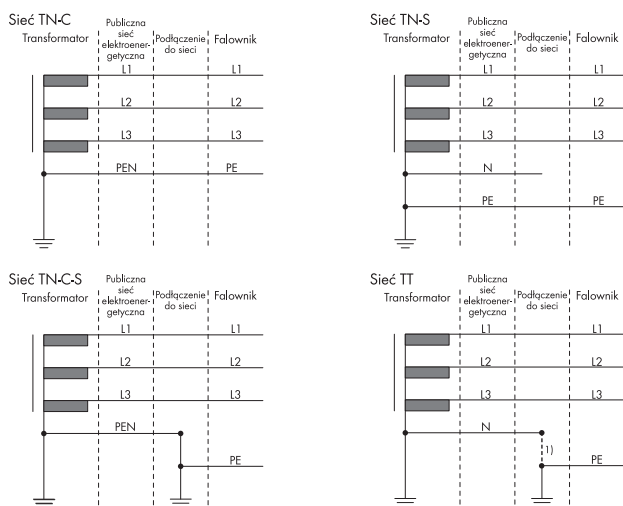 Sieć TN-C
Transformator
Publiczna
sieć
elektroener-
getyczna
Podłączenie
do sieci
Falownik
L1
L1
L2
L2
L3
L3
PEN
PE
Sieć TN-S
Transformator
Publiczna
sieć
elektroener-
getyczna
Podłączenie
do sieci
Falownik
L1
L1
L2
L2
L3
L3
N
PE
PE
Sieć TN-C-S
Transformator
Publiczna
sieć
elektroener-
getyczna
Podłączenie
do sieci
Falownik
L1
L1
L2
L2
L3
L3
PEN
PE
Sieć TT
Transformator
Publiczna
sieć
elektroener-
getyczna
Podłączenie
do sieci
Falownik
L1
L1
L2
L2
L3
L3
N
1)
PE